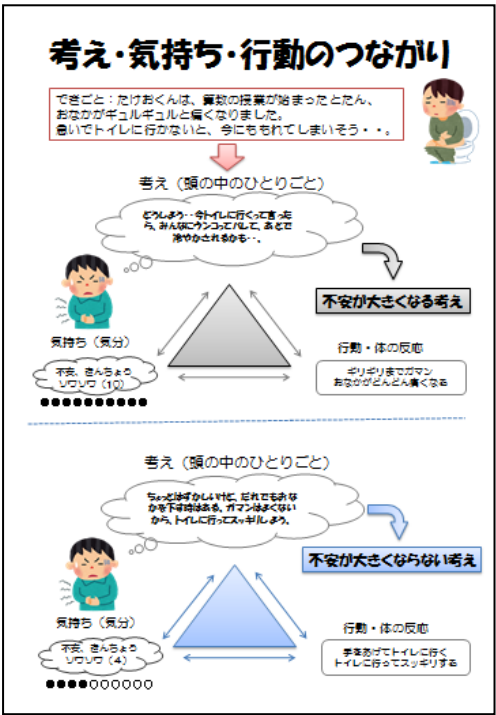 考え・気持ち・行動のつながり
できごと：たけおくんは、算数の授業が始まったとたん、
おなかがギュルギュルと痛くなりました。
急いでトイレに行かないと、今にももれてしまいそう・・。
考え（頭の中のひとりごと）
どうしよう・・今トイレに行くって言った
ら、みんなにウンコってバレて、あとで
冷やかされるかも・・。
不安が大きくなる考え
気持ち（気分）
不安、きんちょう
ソワソワ（10）
行動・体の反応
ギリギリまでガマン
おなかがどんどん痛くなる
考え（頭の中のひとりごと）
ちょっとはずかしいけど、だれでもおな
かを下す時はある。ガマンはよくない
から、トイレに行ってスッキリしよう。
不安が大きくならない考え
気持ち（気分）
不安、きんちょう
ソワソワ（4）
行動・体の反応
手をあげてトイレに行く
トイレに行ってスッキリする